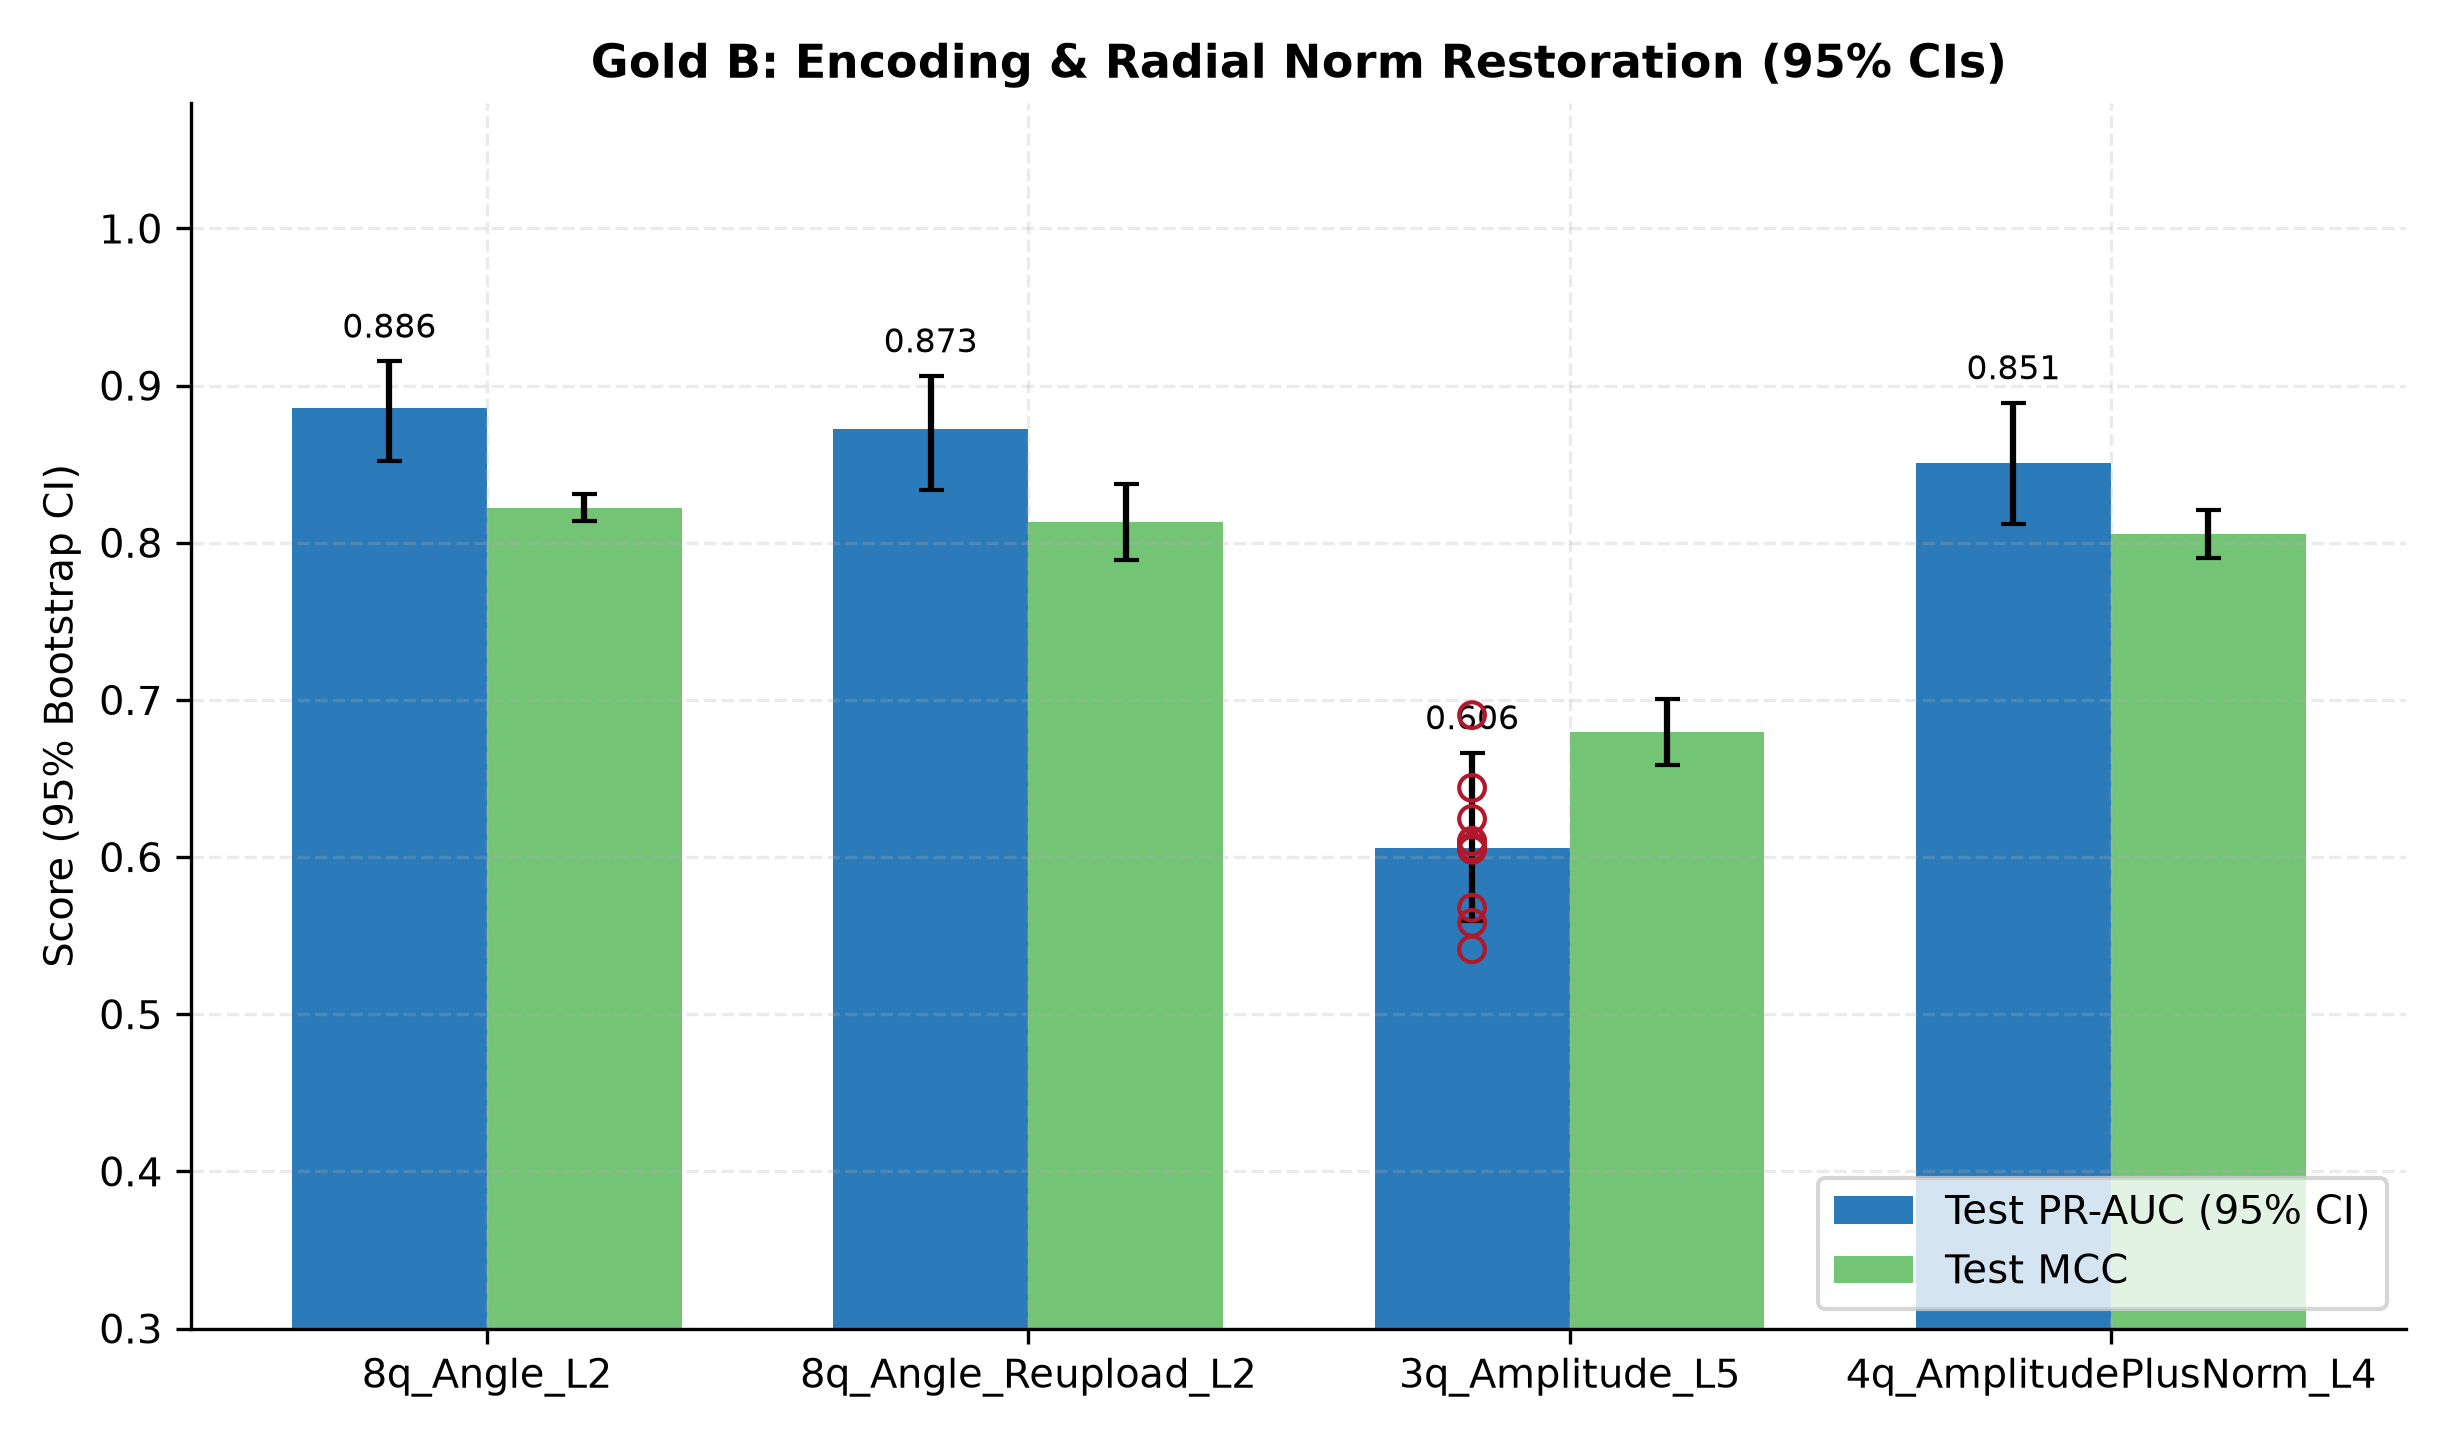 Gold B: Encoding & Radial Norm Restoration (95% CIs)
Score (95% Bootstrap CI)
1.0
0.9
0.8
0.7
0.6
0.5
0.4
0.3
0.886
0.873
0.606
0.851
Test PR-AUC (95% CI)
Test MCC
8q_Angle_L2
8q_Angle_Reupload_L2
3q_Amplitude_L5
4q_AmplitudePlusNorm_L4